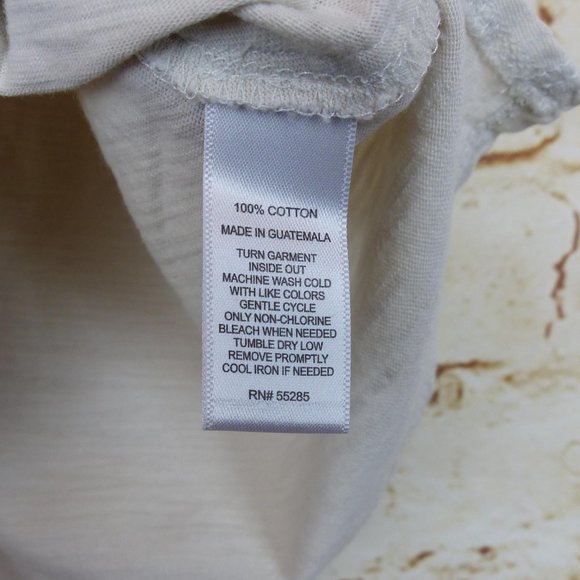 100% COTTON
MADE IN GUATEMALA
TURN GARMENT
INSIDE OUT
MACHINE WASH COLD
WITH LIKE COLORS
GENTLE CYCLE
ONLY NON-CHLORINE
BLEACH WHEN NEEDED
TUMBLE DRY LOW
REMOVE PROMPTLY
COOL IRON IF NEEDED
RN# 55285